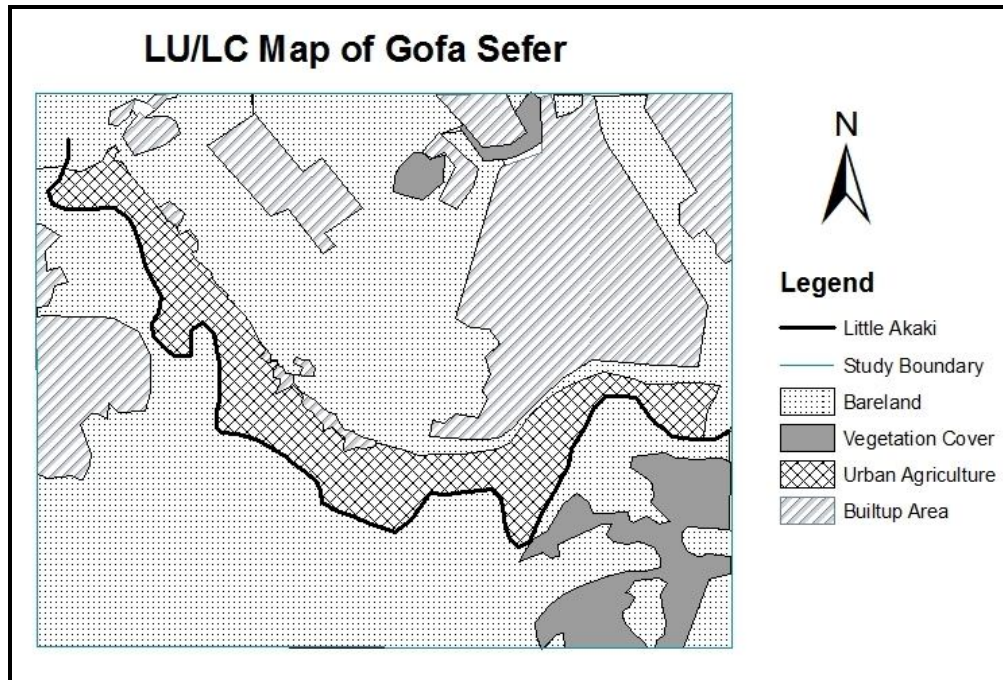 LU/LC Map of Gofa Sefer
N
Legend
Little Akaki
Study Boundary
Bareland
Vegetation Cover
Urban Agriculture
Builtup Area